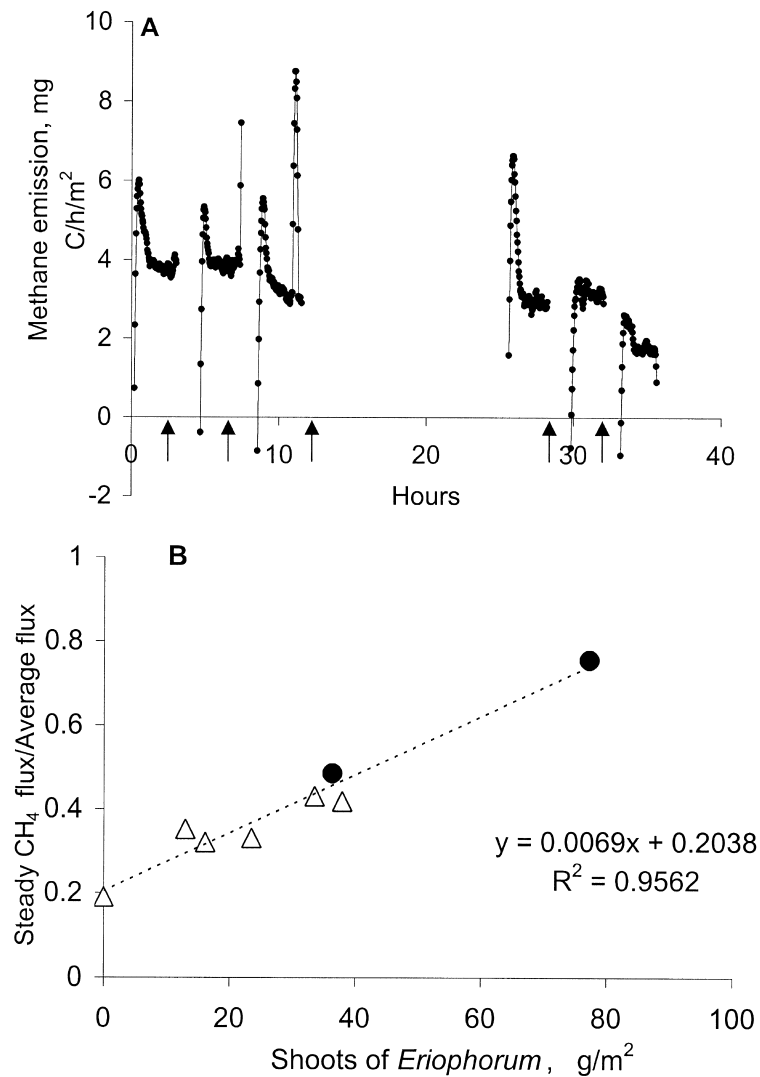 A
10
8
6
4
2
0
-2
Methane emission, mg
C/h/m²
0 10 20 30 40
Hours
B
1
0.8
0.6
0.4
0.2
0
Steady CH₄ flux/Average flux
y = 0.0069x + 0.2038
R² = 0.9562
0 20 40 60 80 100
Shoots of Eriophorum, g/m²